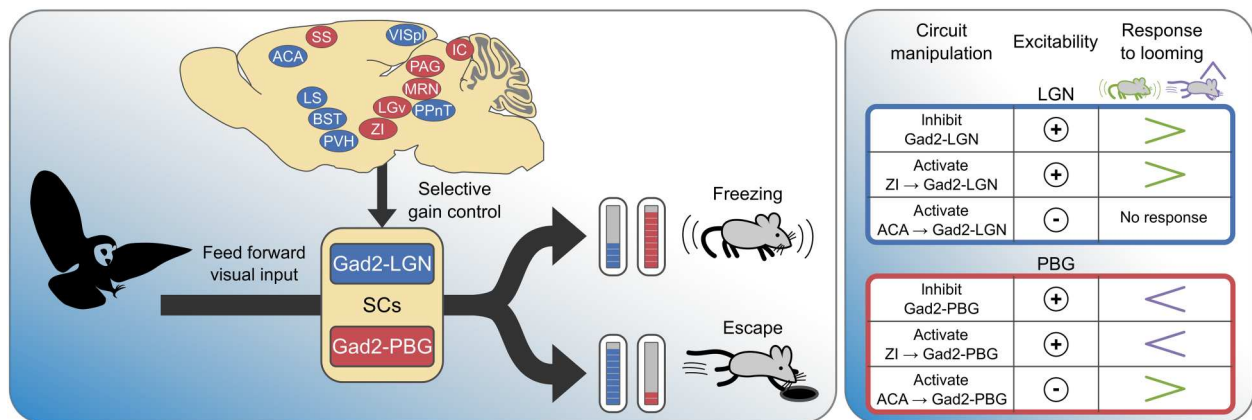 SS
VISpl
IC
ACA
PAG
MRN
LS
LGv
PPnT
BST
ZI
PVH
Selective
gain control
Feed forward
visual input
Gad2-LGN
SCs
Gad2-PBG
Freezing
Escape
Circuit
manipulation
Excitability
Response
to looming
LGN
Inhibit
Gad2-LGN
+
>
Activate
ZI → Gad2-LGN
+
>
Activate
ACA → Gad2-LGN
-
No response
PBG
Inhibit
Gad2-PBG
+
<
Activate
ZI → Gad2-PBG
+
<
Activate
ACA → Gad2-PBG
-
>